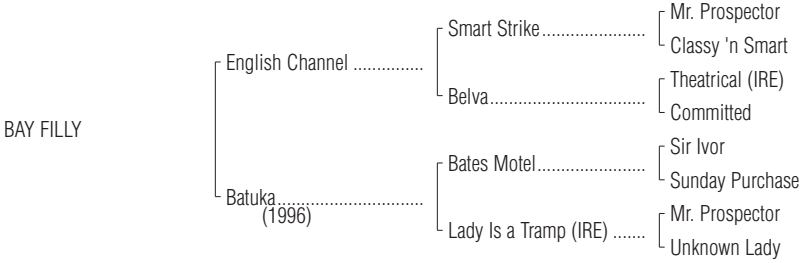 Mr. Prospector
Smart Strike......................
Classy 'n Smart
English Channel ...............
Theatrical (IRE)
Belva.................................
Committed
BAY FILLY
Sir Ivor
Bates Motel.......................
Sunday Purchase
Batuka...............................
(1996)
Mr. Prospector
Lady Is a Tramp (IRE) .......
Unknown Lady